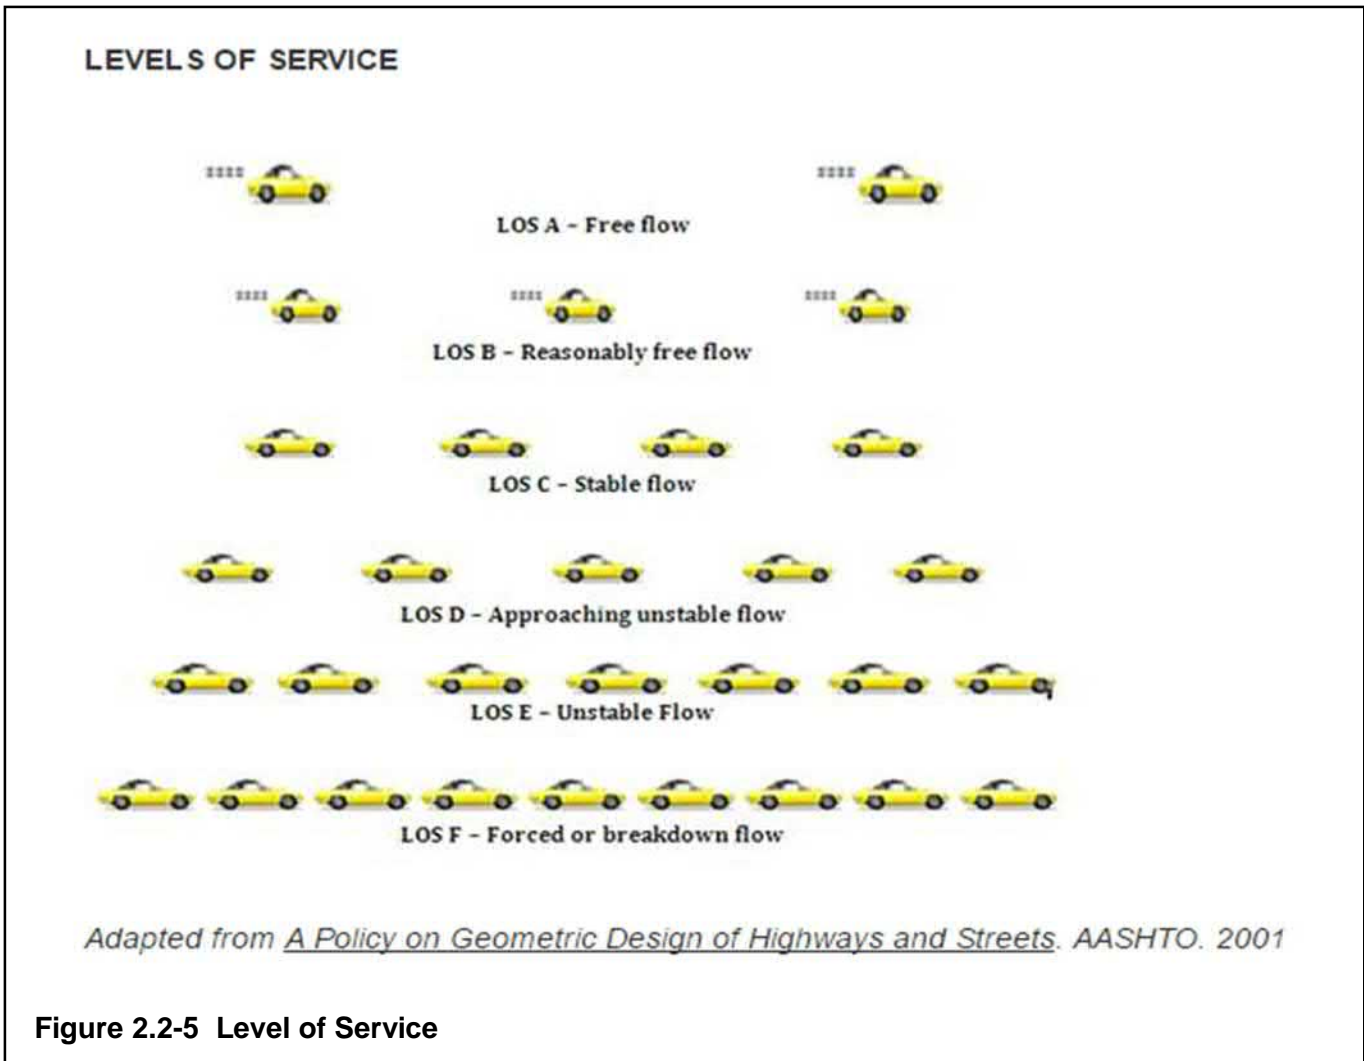 LEVELS OF SERVICE
LOS A – Free flow
LOS B – Reasonably free flow
LOS C – Stable flow
LOS D – Approaching unstable flow
LOS E – Unstable Flow
LOS F – Forced or breakdown flow
Adapted from A Policy on Geometric Design of Highways and Streets. AASHTO. 2001
Figure 2.2-5 Level of Service